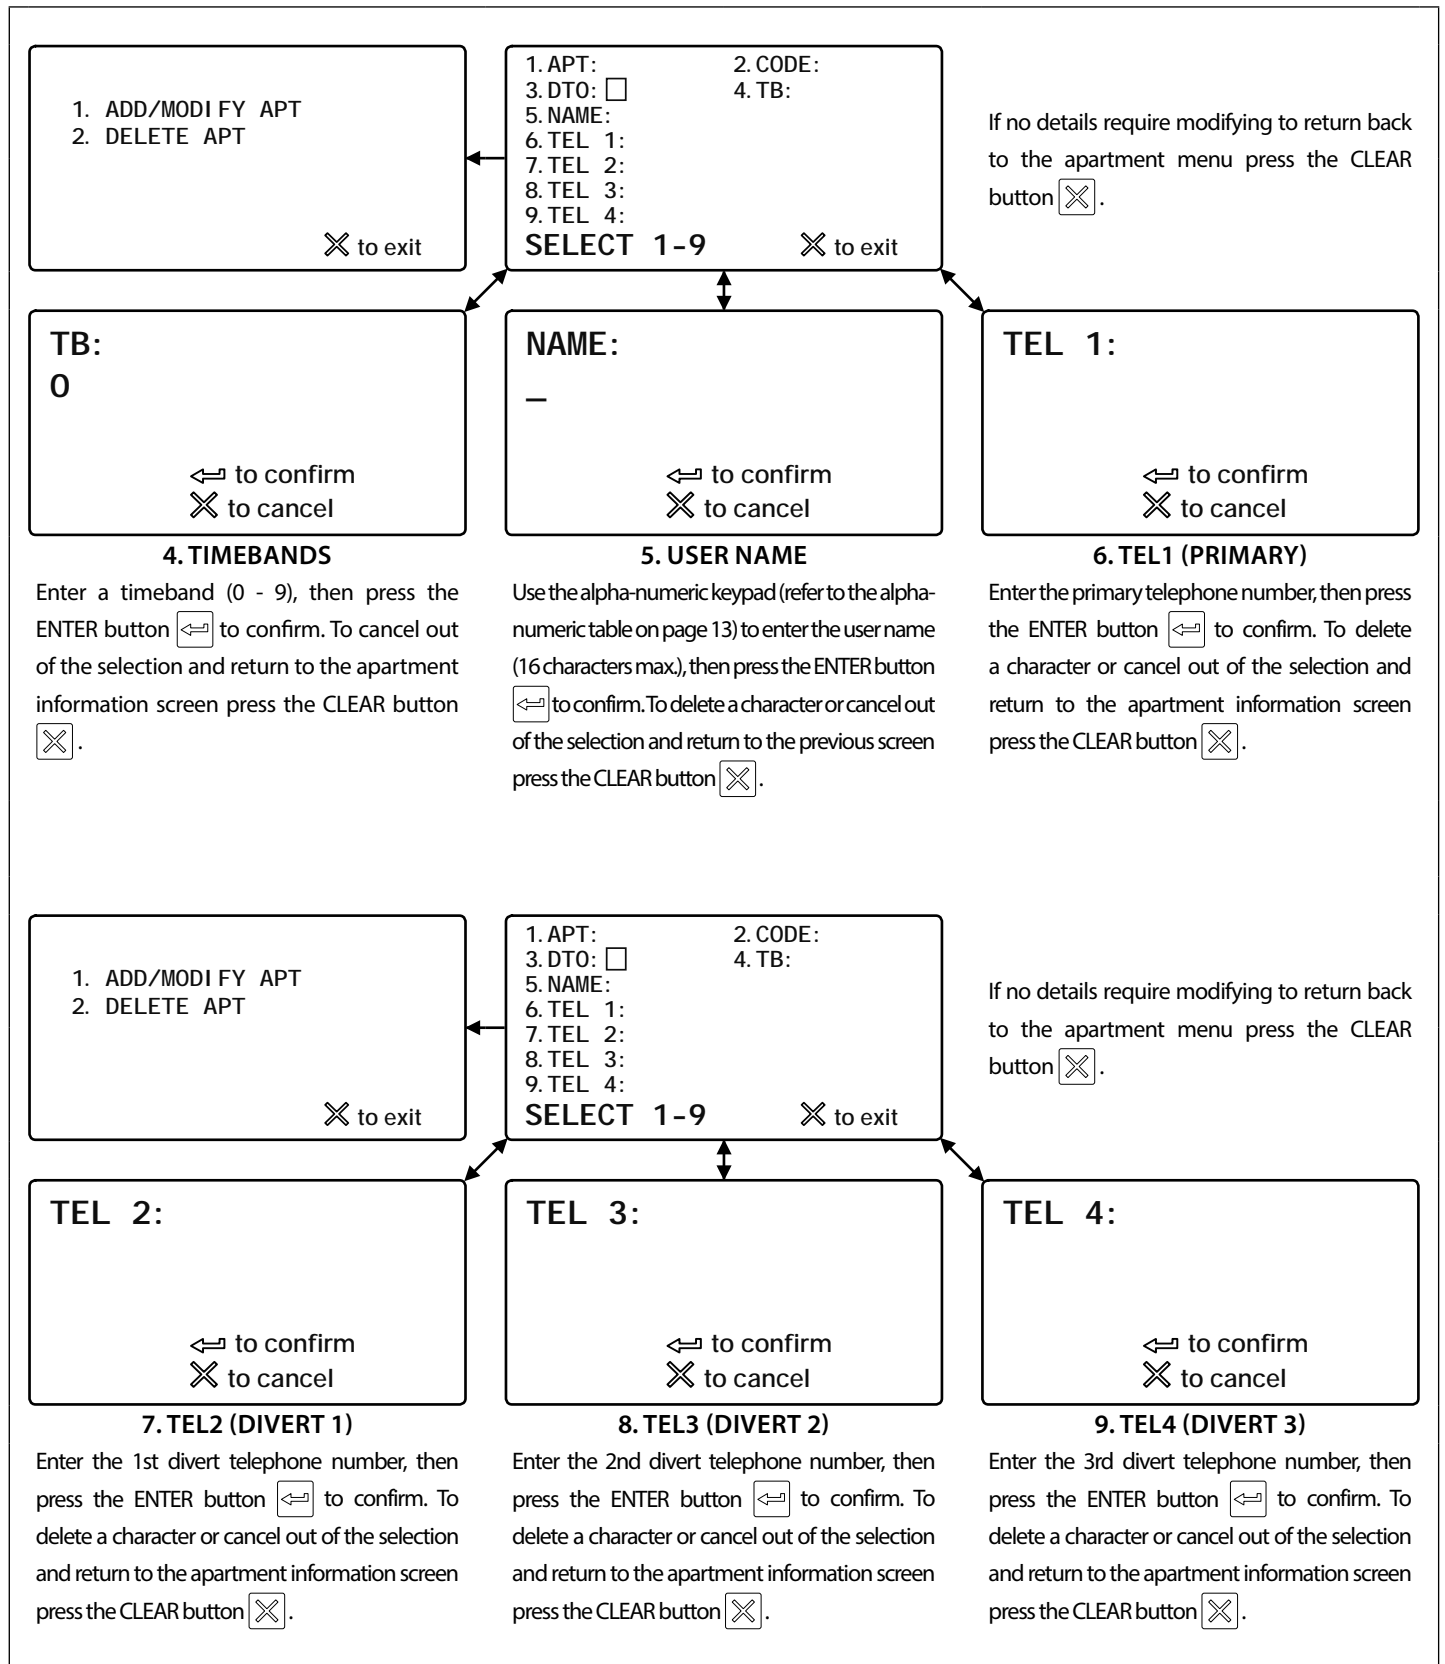 1. ADD/MODIFY APT
2. DELETE APT
to exit
1. APT: 2. CODE:
3. DTO: 4. TB:
5. NAME:
6. TEL 1:
7. TEL 2:
8. TEL 3:
9. TEL 4:
SELECT 1-9 to exit
If no details require modifying to return back
to the apartment menu press the CLEAR
button .
TB:
0
to confirm
to cancel
4. TIMEBANDS
Enter a timeband (0 - 9), then press the
ENTER button to confirm. To cancel out
of the selection and return to the apartment
information screen press the CLEAR button
.
NAME:
_
to confirm
to cancel
5. USER NAME
Use the alpha-numeric keypad (refer to the alpha-
numeric table on page 13) to enter the user name
(16 characters max.), then press the ENTER button
to confirm. To delete a character or cancel out
of the selection and return to the previous screen
press the CLEAR button .
TEL 1:
to confirm
to cancel
6. TEL1 (PRIMARY)
Enter the primary telephone number, then press
the ENTER button to confirm. To delete
a character or cancel out of the selection and
return to the apartment information screen
press the CLEAR button .
1. ADD/MODIFY APT
2. DELETE APT
to exit
1. APT: 2. CODE:
3. DTO: 4. TB:
5. NAME:
6. TEL 1:
7. TEL 2:
8. TEL 3:
9. TEL 4:
SELECT 1-9 to exit
If no details require modifying to return back
to the apartment menu press the CLEAR
button .
TEL 2:
to confirm
to cancel
7. TEL2 (DIVERT 1)
Enter the 1st divert telephone number, then
press the ENTER button to confirm. To
delete a character or cancel out of the selection
and return to the apartment information screen
press the CLEAR button .
TEL 3:
to confirm
to cancel
8. TEL3 (DIVERT 2)
Enter the 2nd divert telephone number, then
press the ENTER button to confirm. To
delete a character or cancel out of the selection
and return to the apartment information screen
press the CLEAR button .
TEL 4:
to confirm
to cancel
9. TEL4 (DIVERT 3)
Enter the 3rd divert telephone number, then
press the ENTER button to confirm. To
delete a character or cancel out of the selection
and return to the apartment information screen
press the CLEAR button .